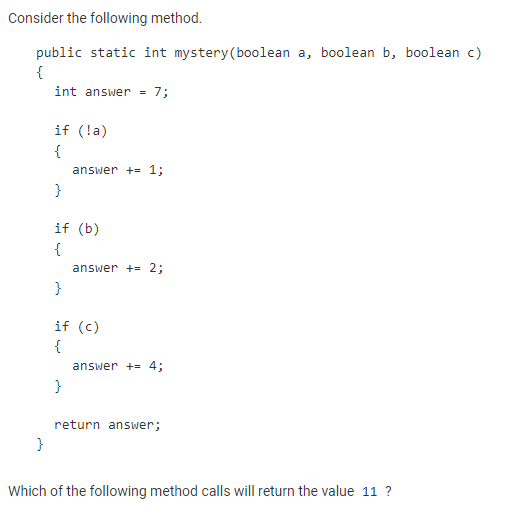 Consider the following method.
public static int mystery(boolean a, boolean b, boolean c)
{
int answer = 7;
if (!a)
{
answer += 1;
}
if (b)
{
answer += 2;
}
if (c)
{
answer += 4;
}
return answer;
}
Which of the following method calls will return the value 11 ?